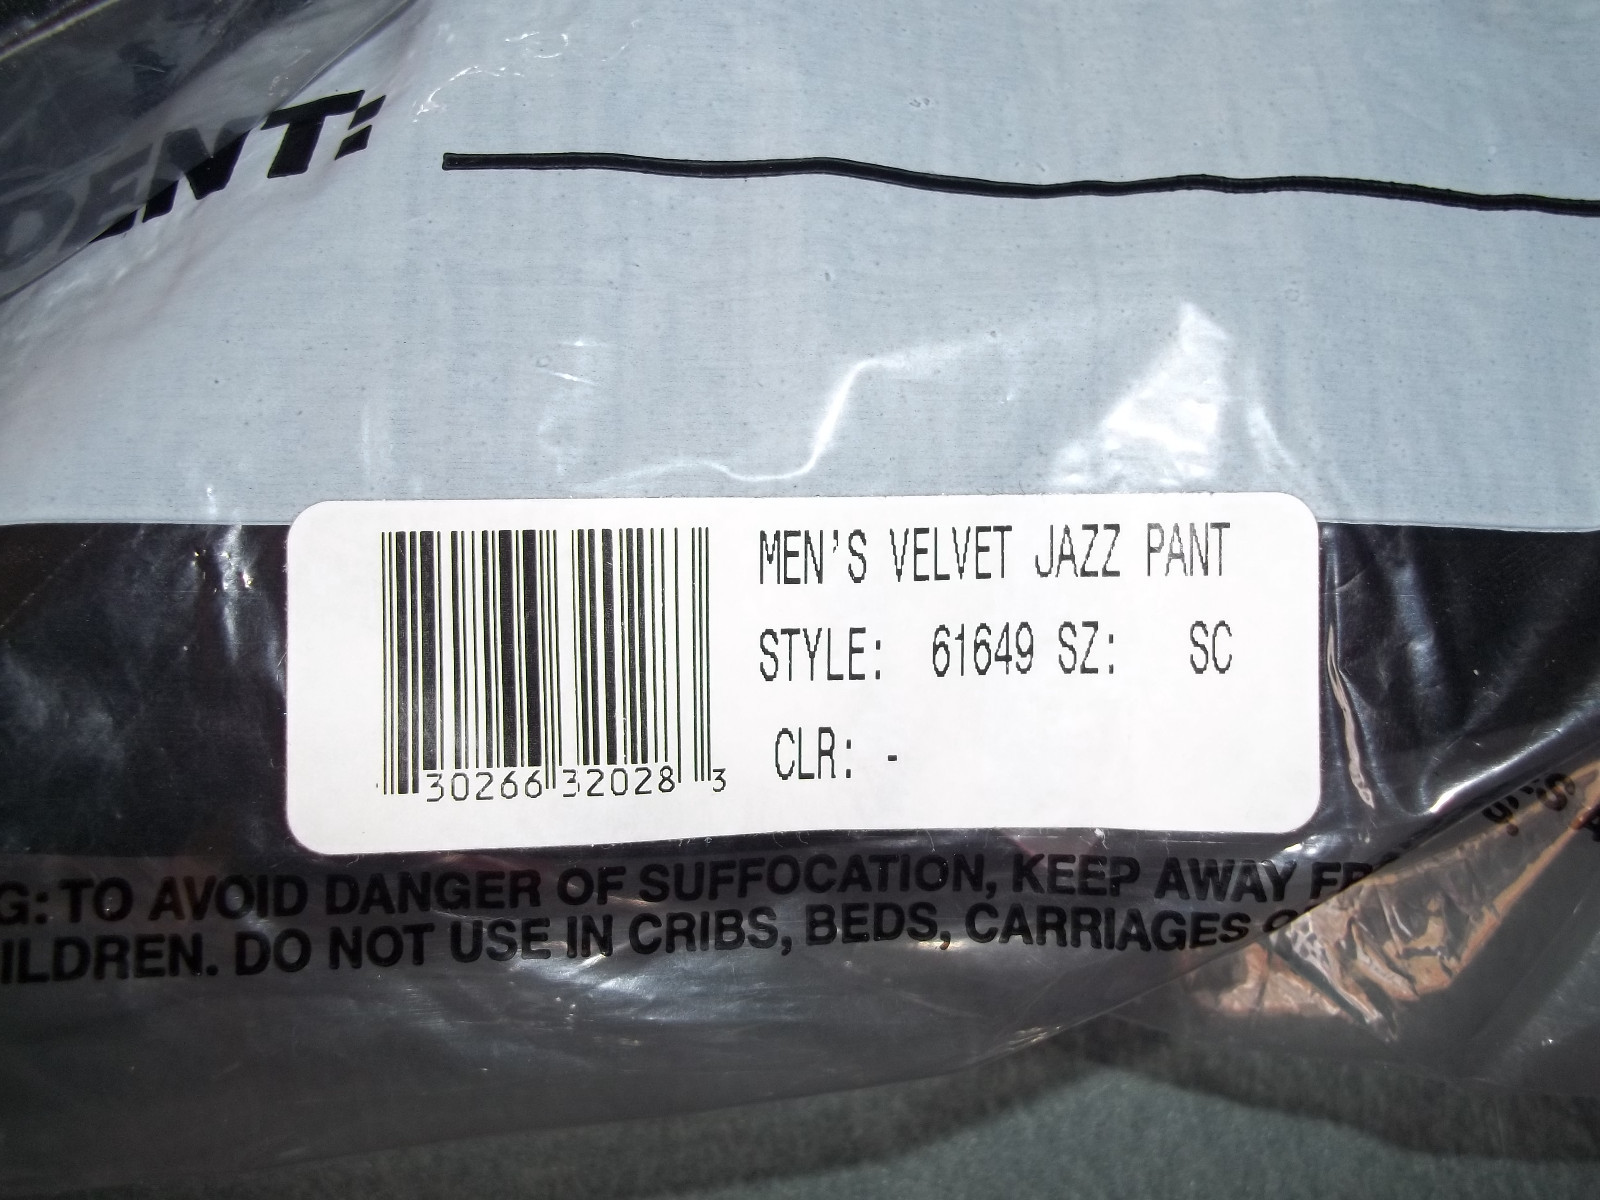 DENT:
MEN'S VELVET JAZZ PANT
STYLE: 61649 SZ: SC
CLR: -
30266 32028 3
G: TO AVOID DANGER OF SUFFOCATION, KEEP AWAY FR
ILDREN. DO NOT USE IN CRIBS, BEDS, CARRIAGES